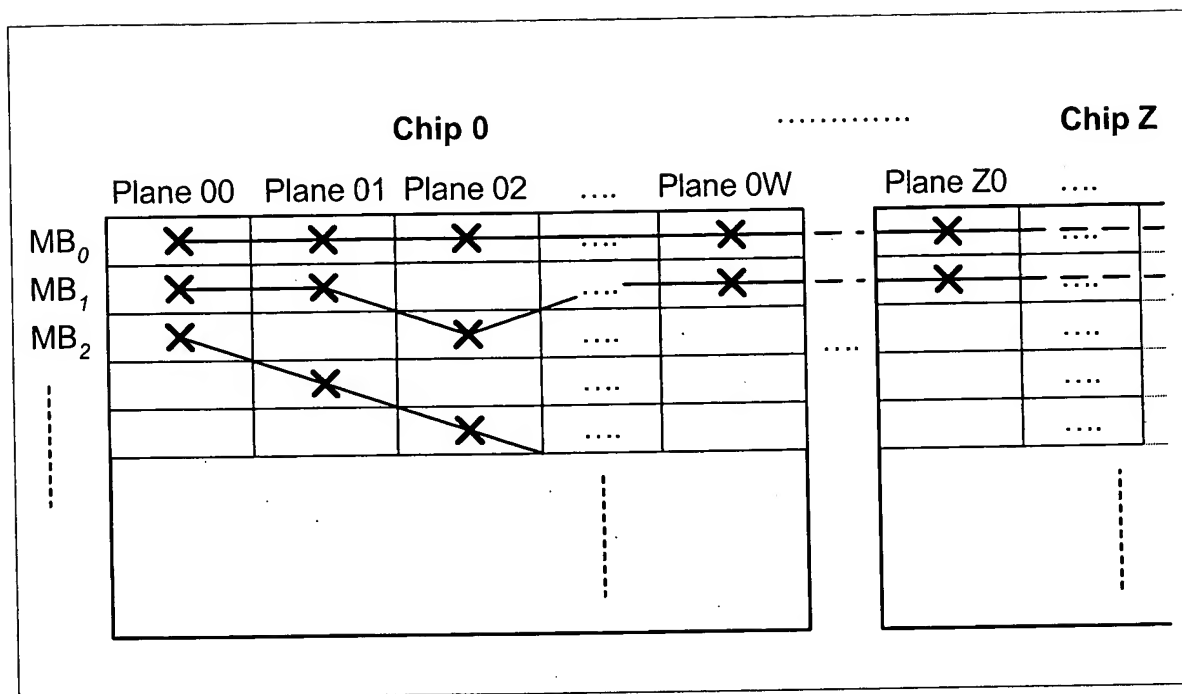 Chip 0 ............. Chip Z
Plane 00 Plane 01 Plane 02 .... Plane 0W Plane Z0 ....
MB0 .... ....
MB1 .... ....
MB2 .... .... ....
.... ....
.... ....